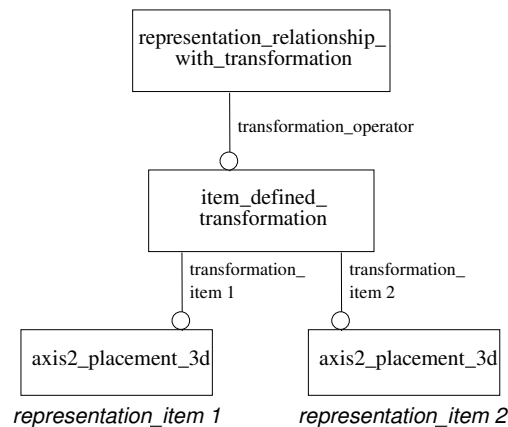 representation_relationship_
with_transformation
transformation_operator
item_defined_
transformation
transformation_
item 1
transformation_
item 2
axis2_placement_3d
axis2_placement_3d
representation_item 1
representation_item 2